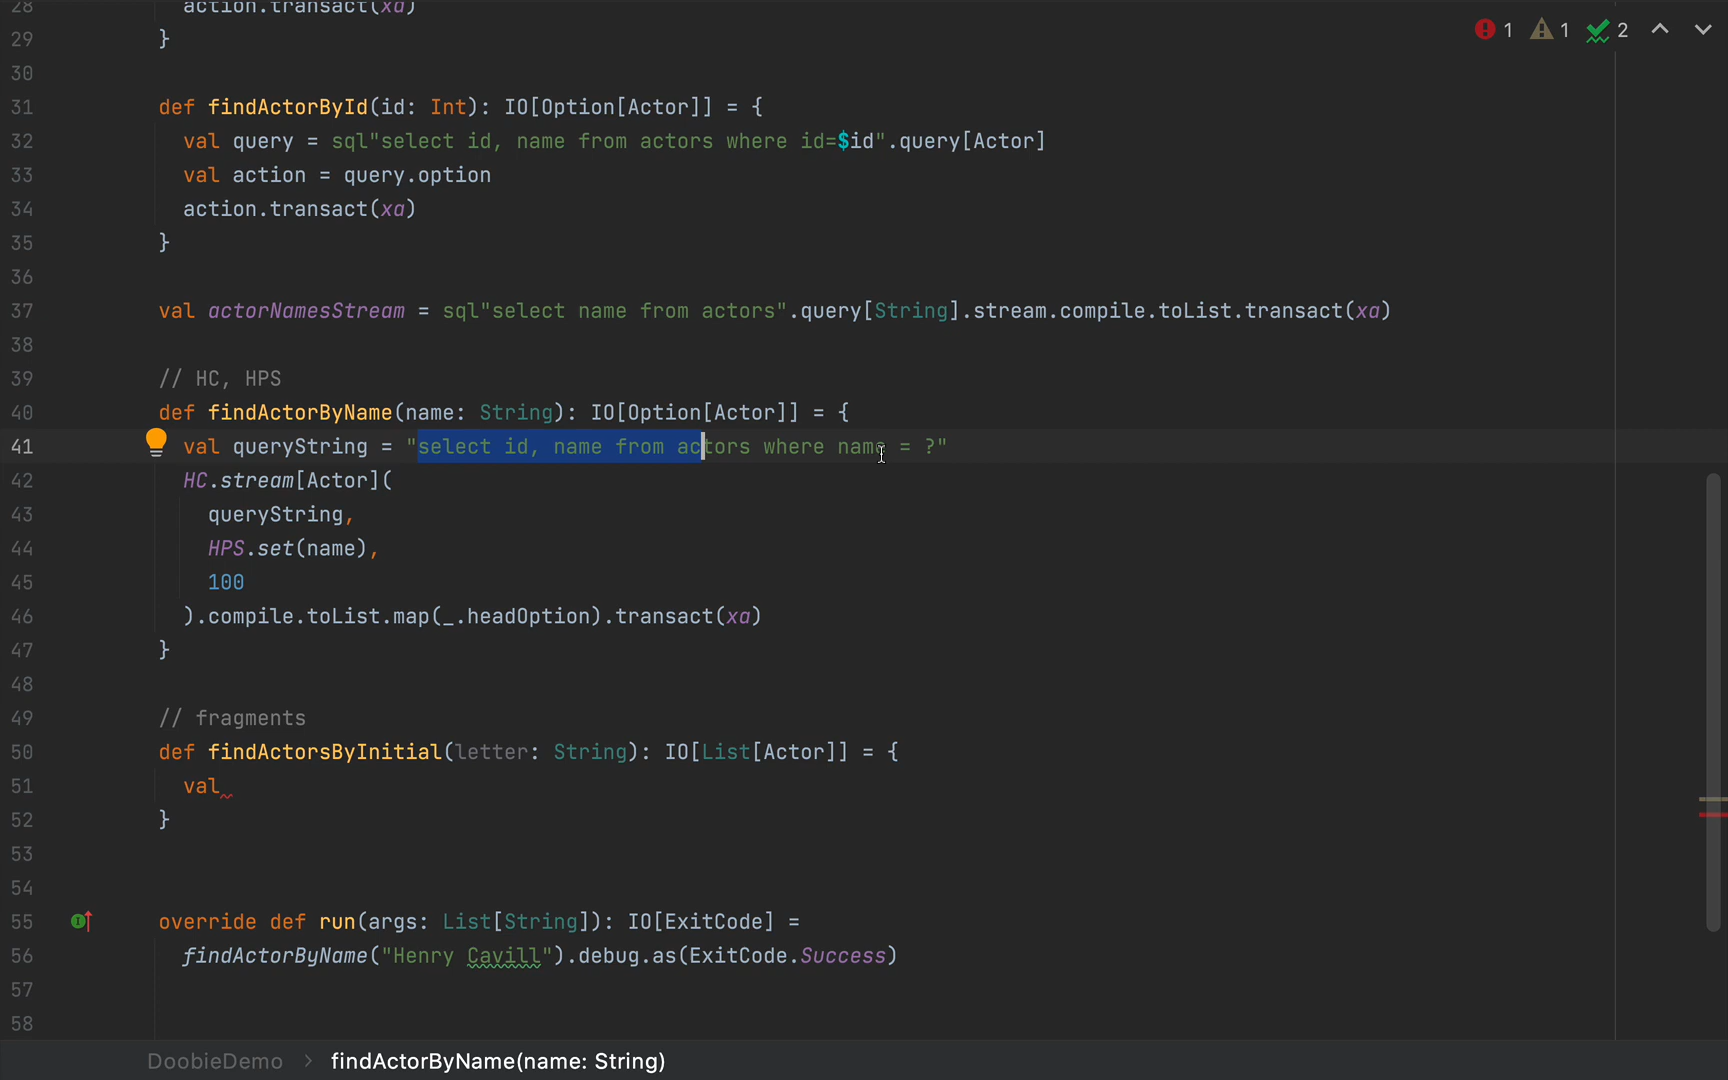 28 action.transact(xa)
29 }
1 1 2
30
31 def findActorById(id: Int): IO[Option[Actor]] = {
32 val query = sql"select id, name from actors where id=$id".query[Actor]
33 val action = query.option
34 action.transact(xa)
35 }
36
37 val actorNamesStream = sql"select name from actors".query[String].stream.compile.toList.transact(xa)
38
39 // HC, HPS
40 def findActorByName(name: String): IO[Option[Actor]] = {
41 val queryString = "select id, name from actors where name = ?"
42 HC.stream[Actor](
43 queryString,
44 HPS.set(name),
45 100
46 ).compile.toList.map(_.headOption).transact(xa)
47 }
48
49 // fragments
50 def findActorsByInitial(letter: String): IO[List[Actor]] = {
51 val
52 }
53
54
55 override def run(args: List[String]): IO[ExitCode] =
56 findActorByName("Henry Cavill").debug.as(ExitCode.Success)
57
58
DoobieDemo > findActorByName(name: String)